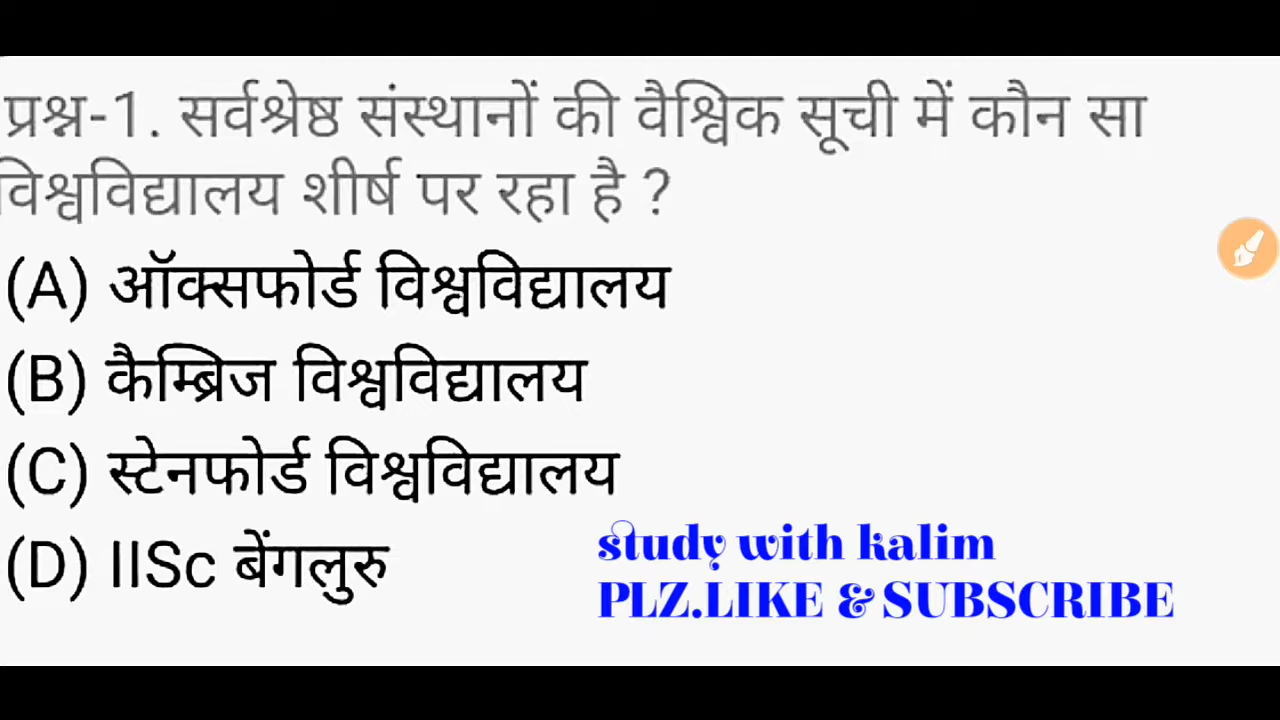 प्रश्न-1. सर्वश्रेष्ठ संस्थानों की वैश्विक सूची में कौन सा
विश्वविद्यालय शीर्ष पर रहा है ?
(A) ऑक्सफोर्ड विश्वविद्यालय
(B) कैम्ब्रिज विश्वविद्यालय
(C) स्टेनफोर्ड विश्वविद्यालय
(D) IISc बेंगलुरु
study with kalim
PLZ.LIKE & SUBSCRIBE